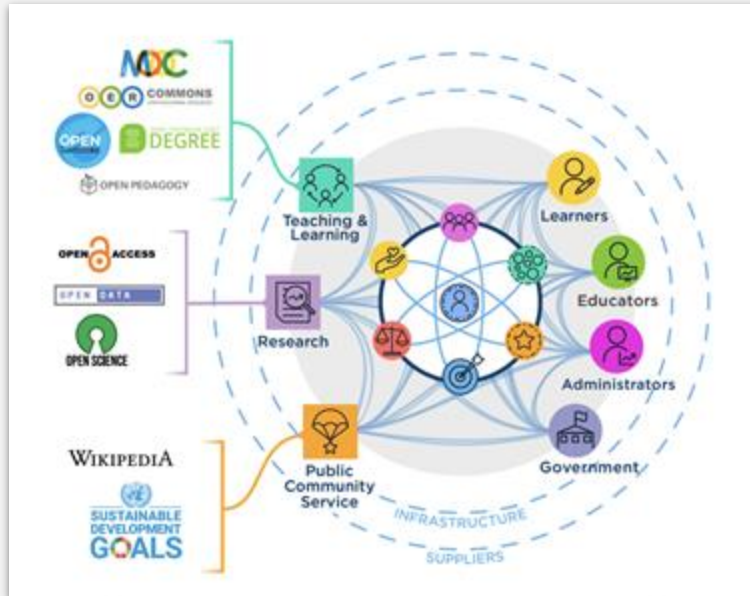 MOOC
OER COMMONS
OPEN
DEGREE
OPEN PEDAGOGY
OPEN ACCESS
OPEN DATA
OPEN SCIENCE
WIKIPEDIA
SUSTAINABLE
DEVELOPMENT
GOALS
Teaching &
Learning
Research
Public
Community
Service
Learners
Educators
Administrators
Government
INFRASTRUCTURE
SUPPLIERS